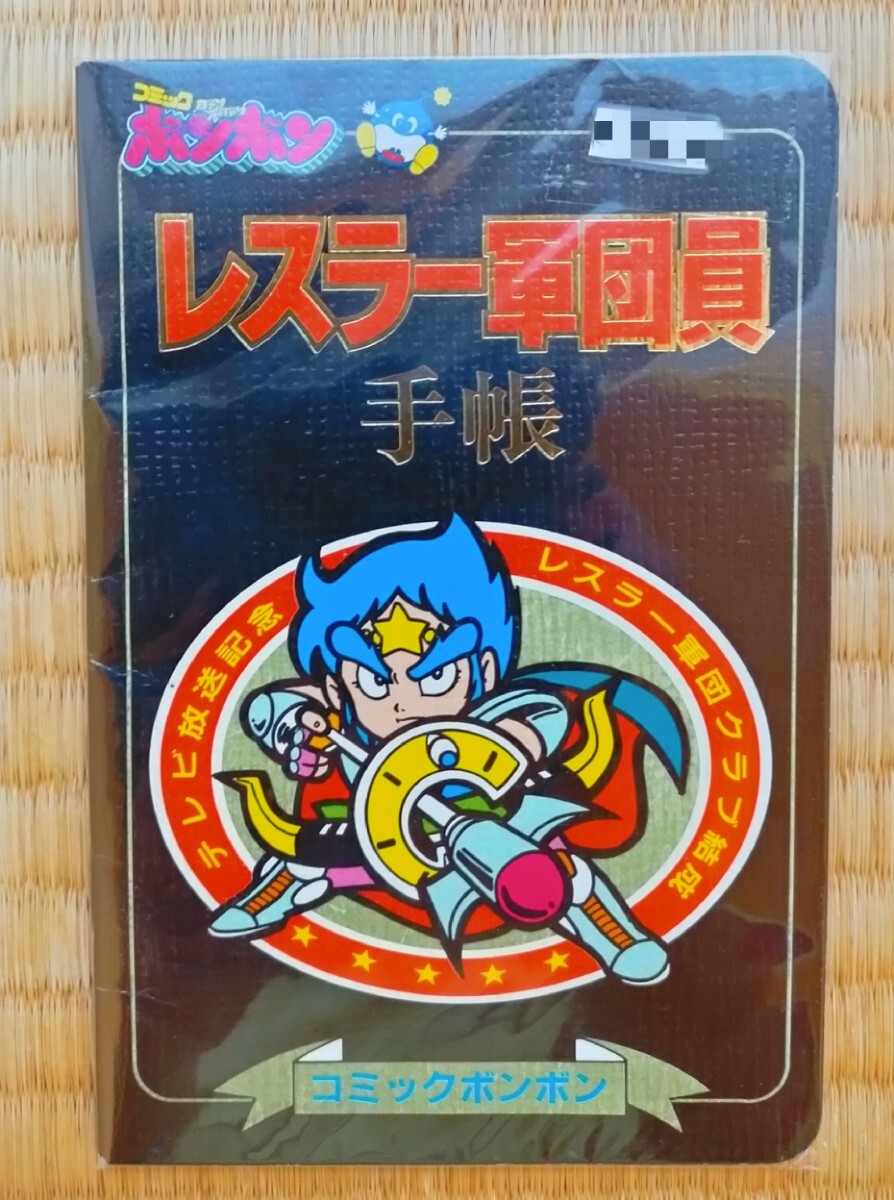 コミック
ボンボン
レスラー軍団員
手帳
テレビ放送記念
レスラー軍団クラブ結成
コミックボンボン